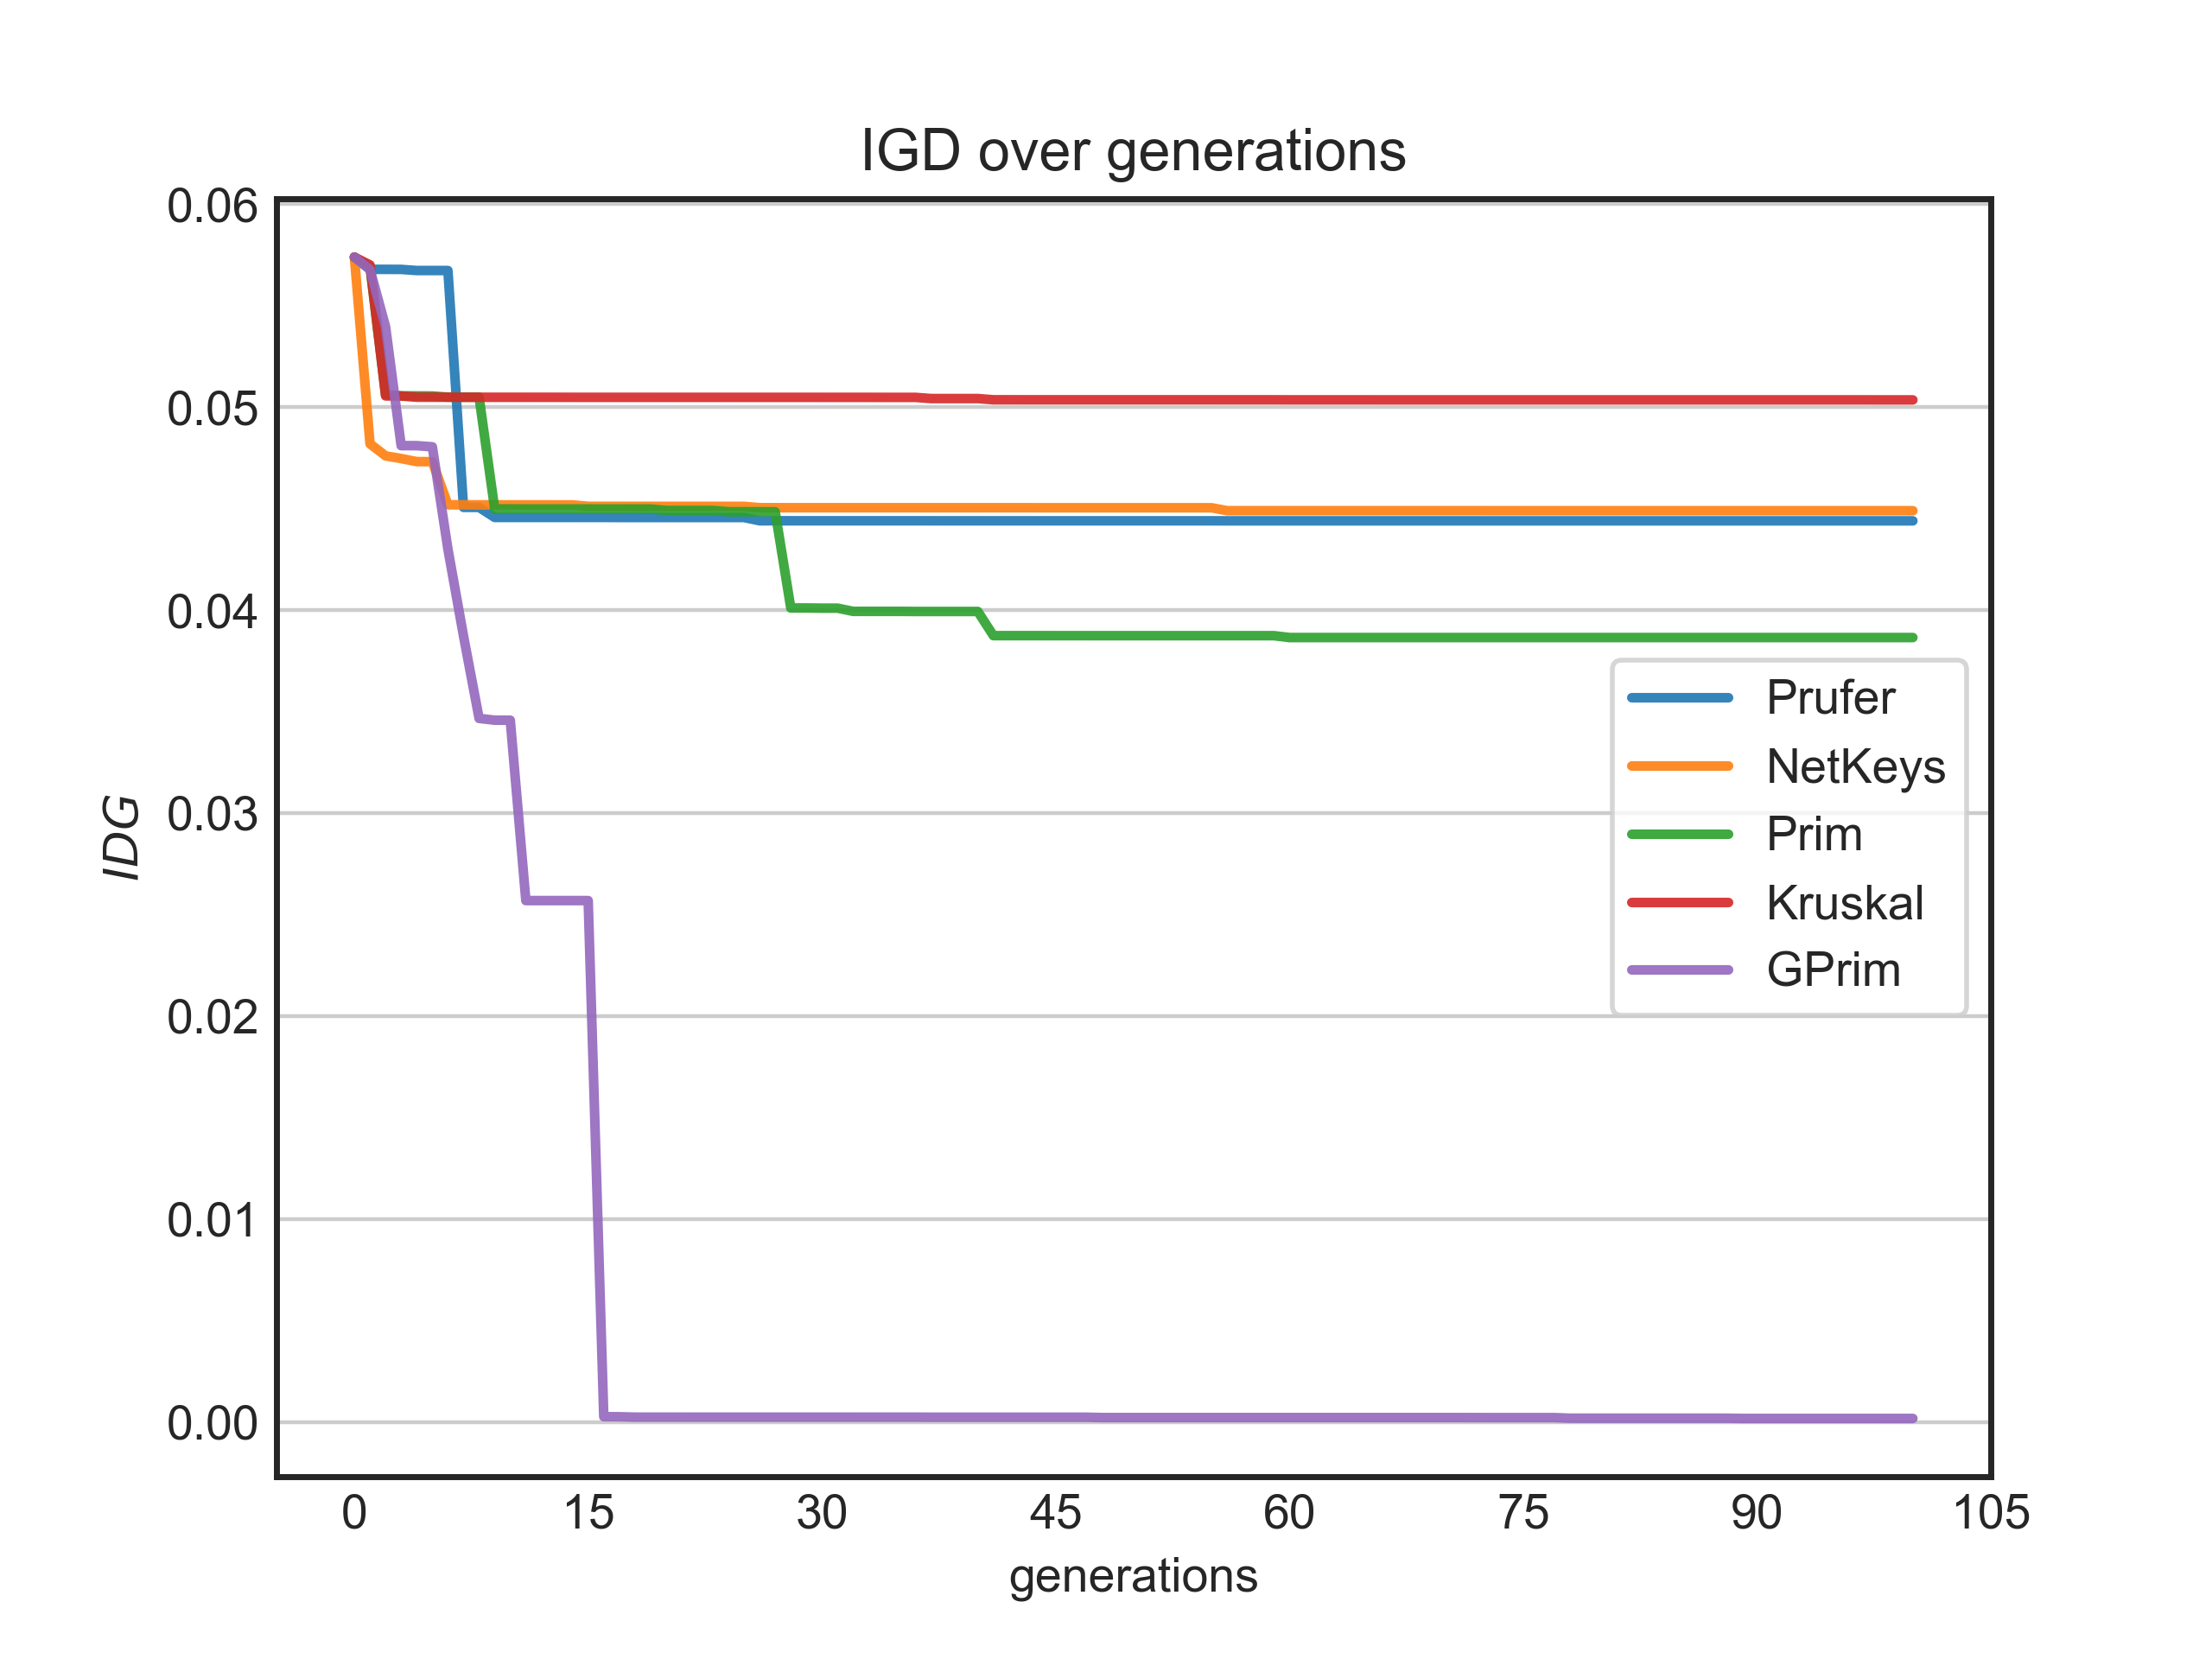 IGD over generations
0.06
0.05
0.04
0.03
0.02
0.01
0.00
IDG
Prufer
NetKeys
Prim
Kruskal
GPrim
0 15 30 45 60 75 90 105
generations